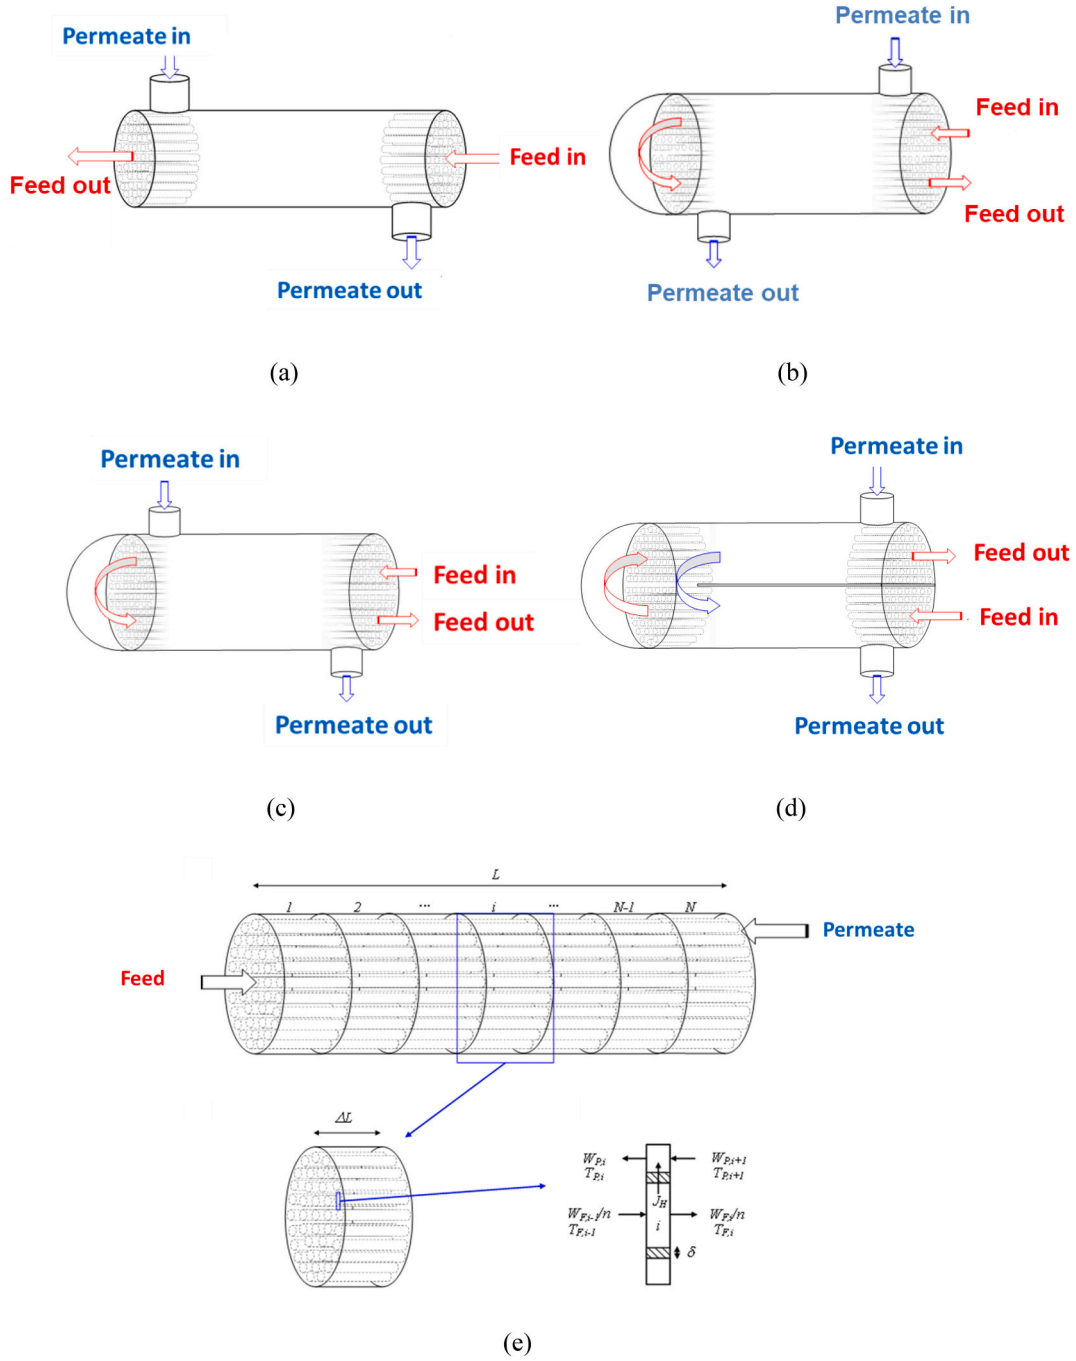 Permeate in
Feed out
Feed in
Permeate out
(a)
Permeate in
Feed in
Feed out
Permeate out
(b)
Permeate in
Feed in
Feed out
Permeate out
(c)
Permeate in
Feed out
Feed in
Permeate out
(d)
L
1 2 ... i ... N-1 N
Permeate
Feed
ΔL
W_{P,i}
T_{P,i}
W_{P,i+1}
T_{P,i+1}
J_H
W_{F,i-1}/n
T_{F,i-1}
i
W_{F,i}/n
T_{F,i}
δ
(e)